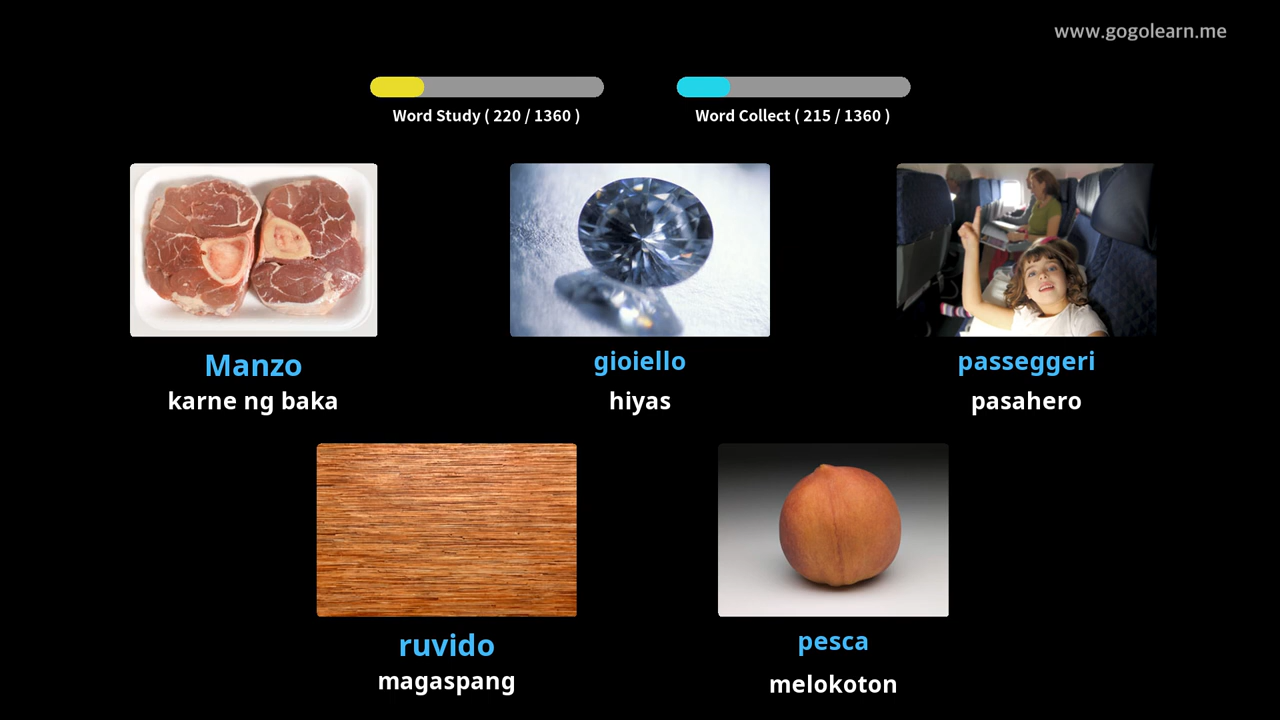 www.gogolearn.me
Word Study ( 220 / 1360 )
Word Collect ( 215 / 1360 )
Manzo
karne ng baka
gioiello
hiyas
passeggeri
pasahero
ruvido
magaspang
pesca
melokoton